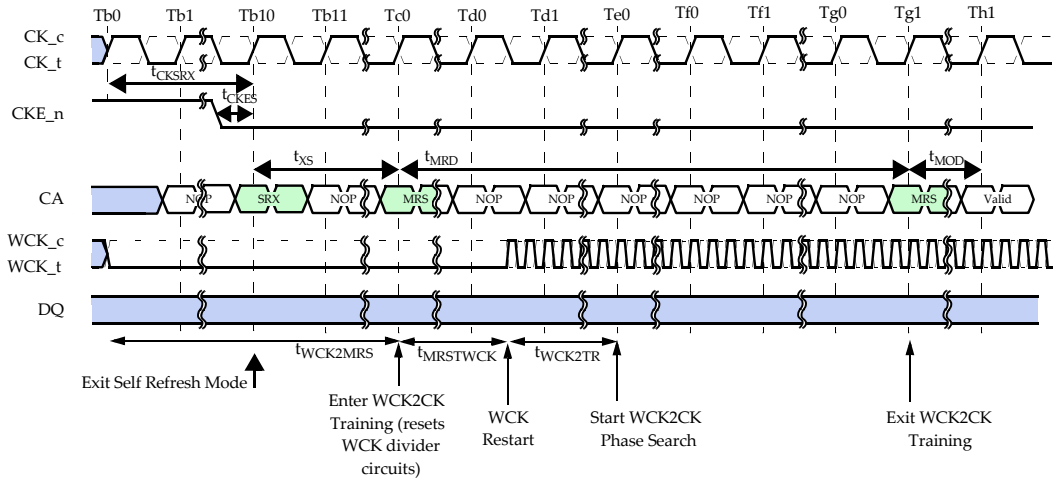 Tb0 Tb1 Tb10 Tb11 Tc0 Td0 Td1 Te0 Tf0 Tf1 Tg0 Tg1 Th1
CK_c
CK_t
tCKSRX
tCKES
CKE_n
tXS tMRD tMOD
CA NOP SRX NOP MRS NOP NOP NOP NOP NOP NOP MRS Valid
WCK_c
WCK_t
DQ
tWCK2MRS tMRSTWCK tWCK2TR
Exit Self Refresh Mode
Enter WCK2CK
Training (resets
WCK divider
circuits)
WCK
Restart
Start WCK2CK
Phase Search
Exit WCK2CK
Training